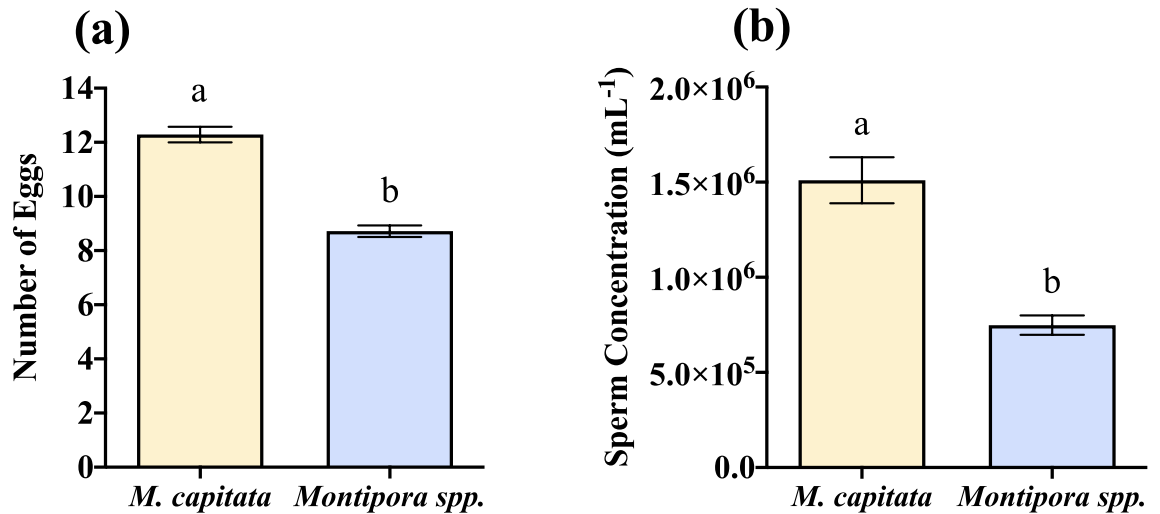 (a)
Number of Eggs
14
12
10
8
6
4
2
0
a
b
M. capitata Montipora spp.
(b)
Sperm Concentration (mL⁻¹)
2.0×10⁶
1.5×10⁶
1.0×10⁶
5.0×10⁵
0.0
a
b
M. capitata Montipora spp.